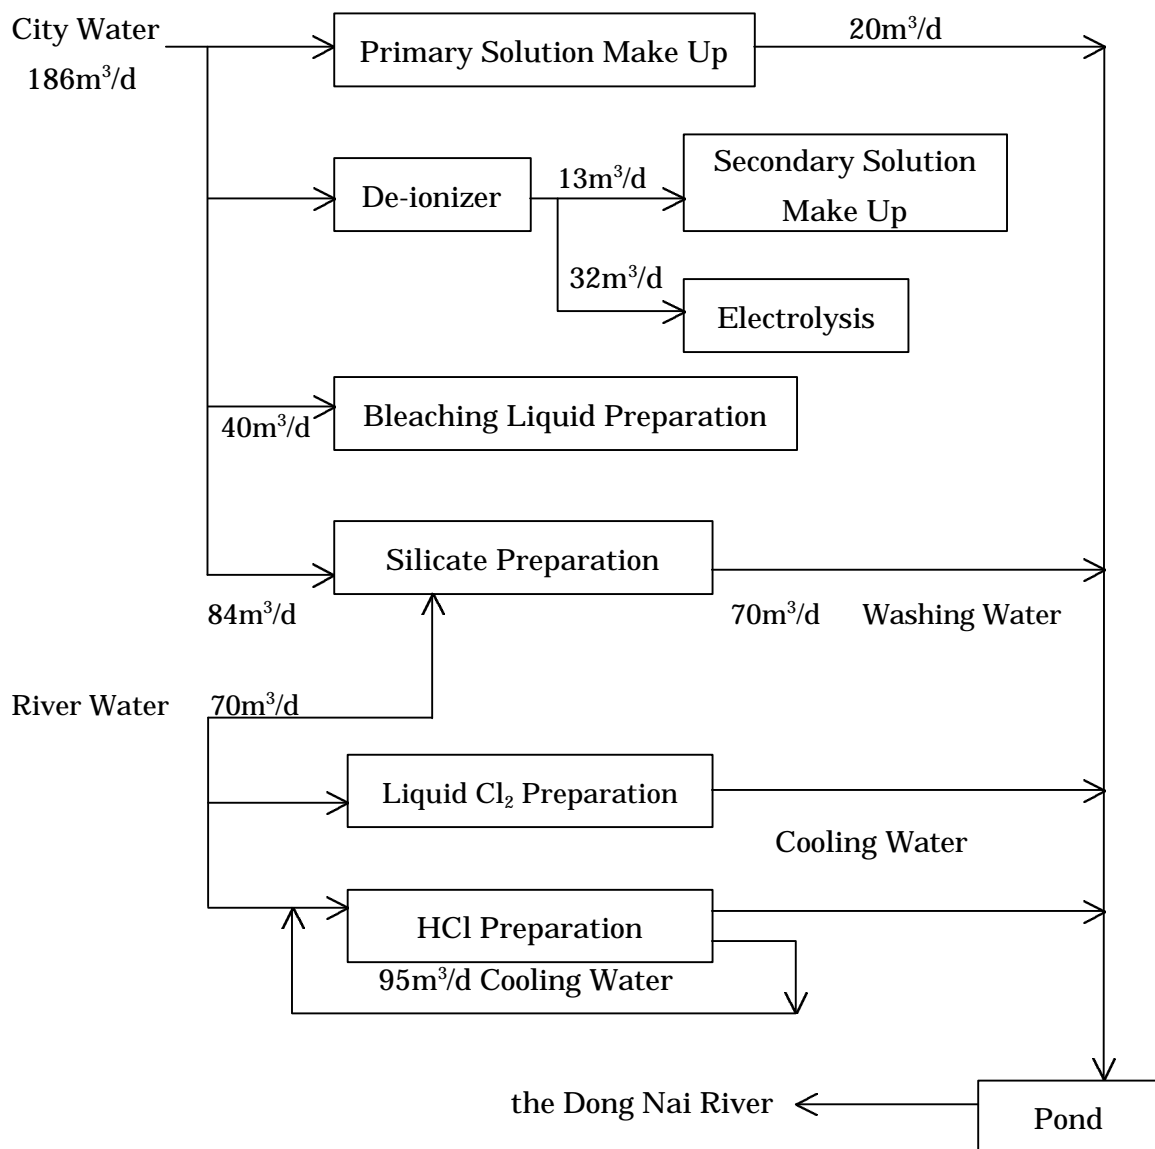 City Water
186m³/d
Primary Solution Make Up
20m³/d
De-ionizer
13m³/d
Secondary Solution
Make Up
32m³/d
Electrolysis
40m³/d
Bleaching Liquid Preparation
Silicate Preparation
84m³/d
70m³/d
Washing Water
River Water
70m³/d
Liquid Cl₂ Preparation
Cooling Water
HCl Preparation
95m³/d Cooling Water
the Dong Nai River
Pond